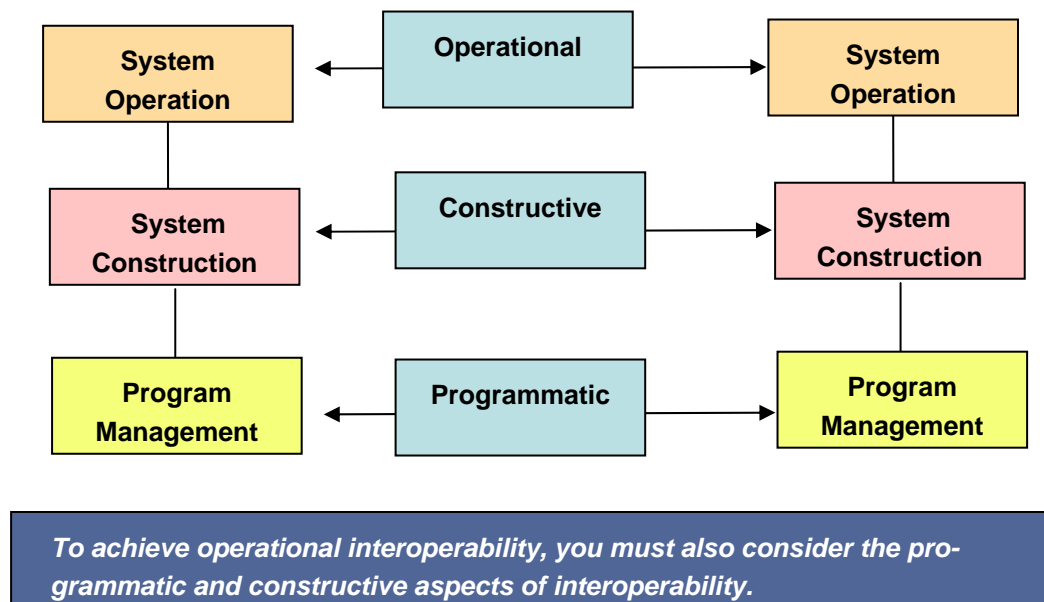 System
Operation
Operational
System
Operation
System
Construction
Constructive
System
Construction
Program
Management
Programmatic
Program
Management
To achieve operational interoperability, you must also consider the pro-
grammatic and constructive aspects of interoperability.